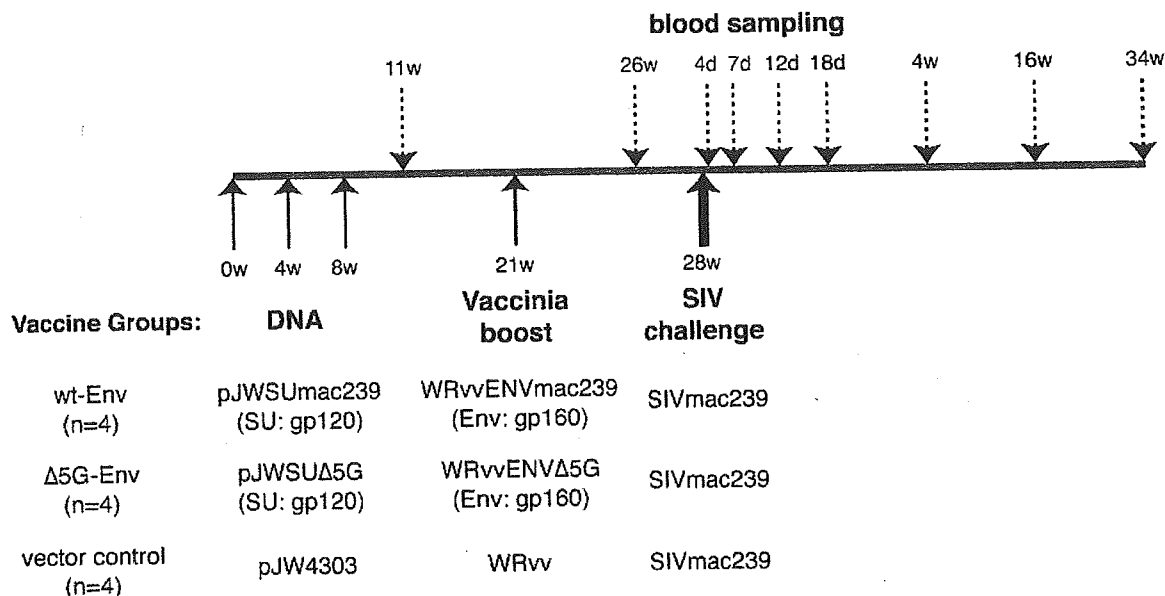 blood sampling
11w 26w 4d 7d 12d 18d 4w 16w 34w
0w 4w 8w 21w 28w
Vaccine Groups: DNA Vaccinia boost SIV challenge
wt-Env (n=4) pJWSUmac239 (SU: gp120) WRvvENVmac239 (Env: gp160) SIVmac239
Δ5G-Env (n=4) pJWSUΔ5G (SU: gp120) WRvvENVΔ5G (Env: gp160) SIVmac239
vector control (n=4) pJW4303 WRvv SIVmac239